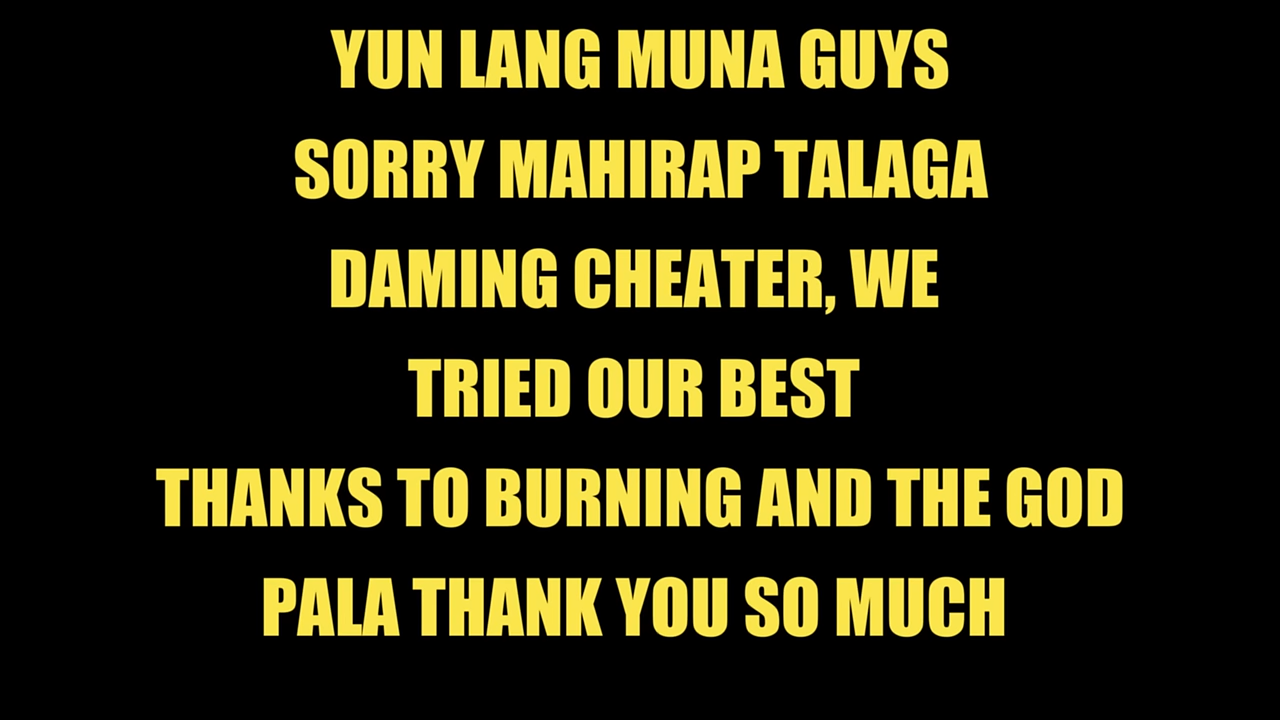 YUN LANG MUNA GUYS
SORRY MAHIRAP TALAGA
DAMING CHEATER, WE
TRIED OUR BEST
THANKS TO BURNING AND THE GOD
PALA THANK YOU SO MUCH